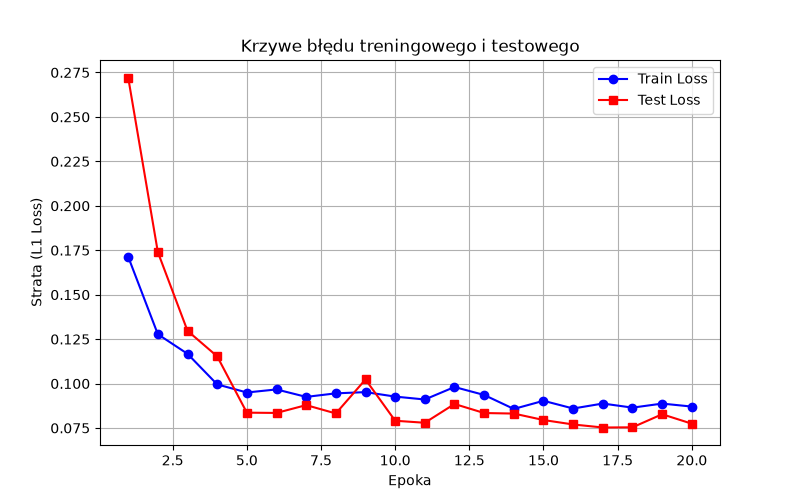 Krzywe błędu treningowego i testowego
Train Loss
Test Loss
Strata (L1 Loss)
0.275
0.250
0.225
0.200
0.175
0.150
0.125
0.100
0.075
2.5 5.0 7.5 10.0 12.5 15.0 17.5 20.0
Epoka